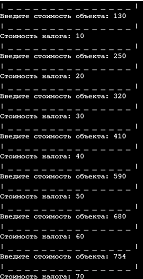 | _ _ _ _ _ _ _ _ _ _ _ _ _ _ _ |
Введите стоимость объекта: 130
| _ _ _ _ _ _ _ _ _ _ _ _ _ _ _ |
Стоимость налога: 10
| _ _ _ _ _ _ _ _ _ _ _ _ _ _ _ |
Введите стоимость объекта: 250
| _ _ _ _ _ _ _ _ _ _ _ _ _ _ _ |
Стоимость налога: 20
| _ _ _ _ _ _ _ _ _ _ _ _ _ _ _ |
Введите стоимость объекта: 320
| _ _ _ _ _ _ _ _ _ _ _ _ _ _ _ |
Стоимость налога: 30
| _ _ _ _ _ _ _ _ _ _ _ _ _ _ _ |
Введите стоимость объекта: 410
| _ _ _ _ _ _ _ _ _ _ _ _ _ _ _ |
Стоимость налога: 40
| _ _ _ _ _ _ _ _ _ _ _ _ _ _ _ |
Введите стоимость объекта: 590
| _ _ _ _ _ _ _ _ _ _ _ _ _ _ _ |
Стоимость налога: 50
| _ _ _ _ _ _ _ _ _ _ _ _ _ _ _ |
Введите стоимость объекта: 680
| _ _ _ _ _ _ _ _ _ _ _ _ _ _ _ |
Стоимость налога: 60
| _ _ _ _ _ _ _ _ _ _ _ _ _ _ _ |
Введите стоимость объекта: 754
| _ _ _ _ _ _ _ _ _ _ _ _ _ _ _ |
Стоимость налога: 70